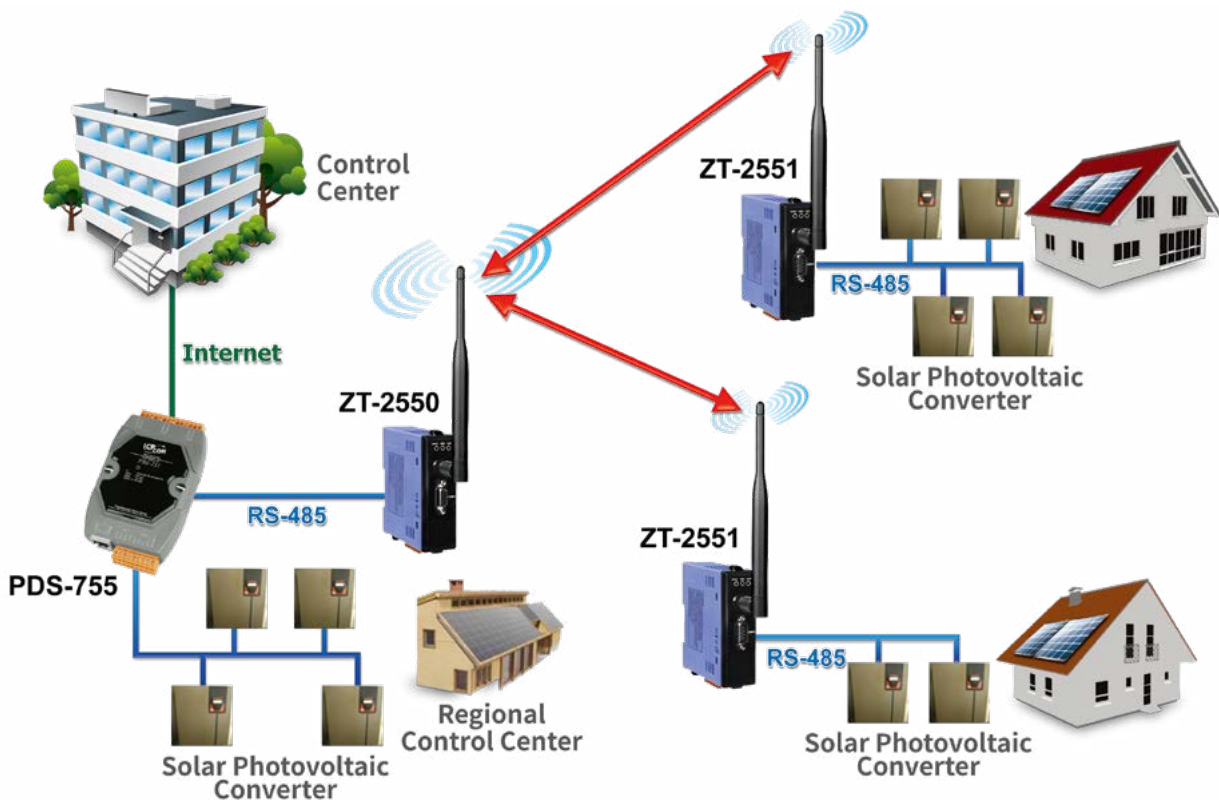 Control
Center
Internet
ZT-2550
RS-485
PDS-755
Solar Photovoltaic
Converter
Regional
Control Center
ZT-2551
RS-485
Solar Photovoltaic
Converter
ZT-2551
RS-485
Solar Photovoltaic
Converter